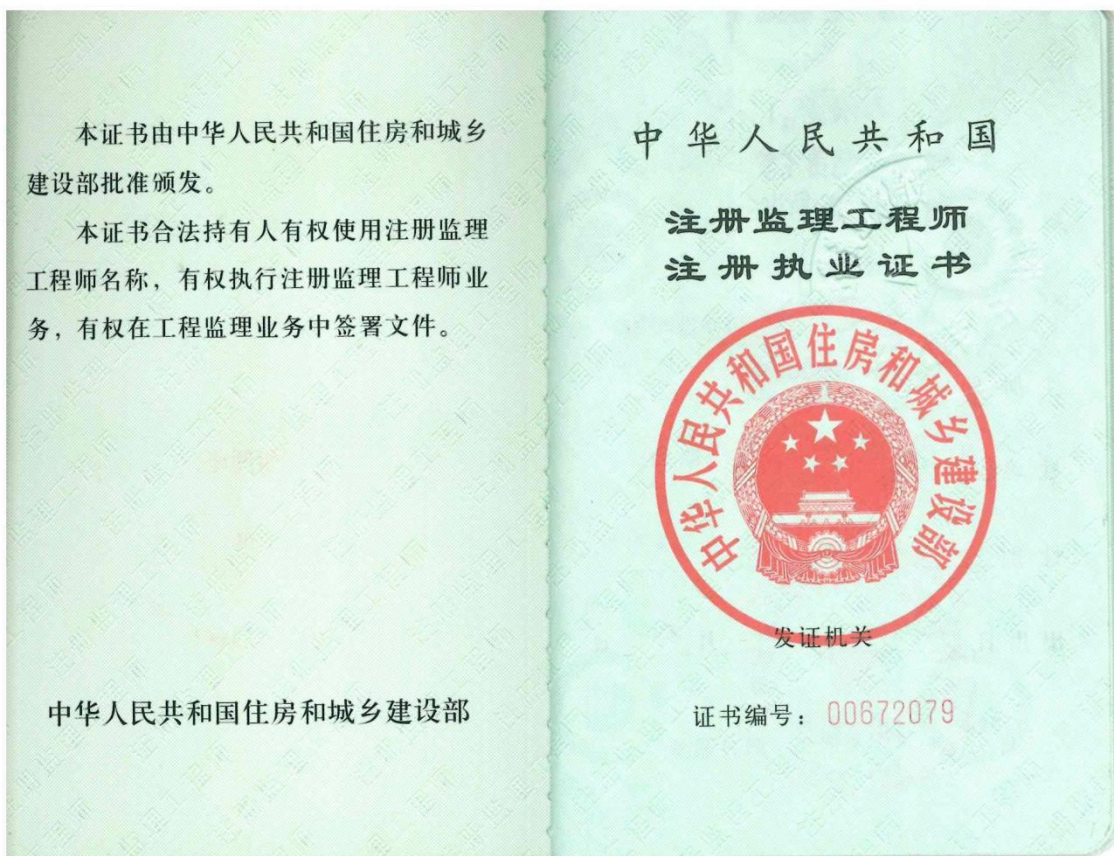 本证书由中华人民共和国住房和城乡
建设部批准颁发。
本证书合法持有人有权使用注册监理
工程师名称，有权执行注册监理工程师业
务，有权在工程监理业务中签署文件。
中华人民共和国住房和城乡建设部
中华人民共和国
注册监理工程师
注册执业证书
中华人民共和国住房和城乡建设部
发证机关
证书编号：00672079